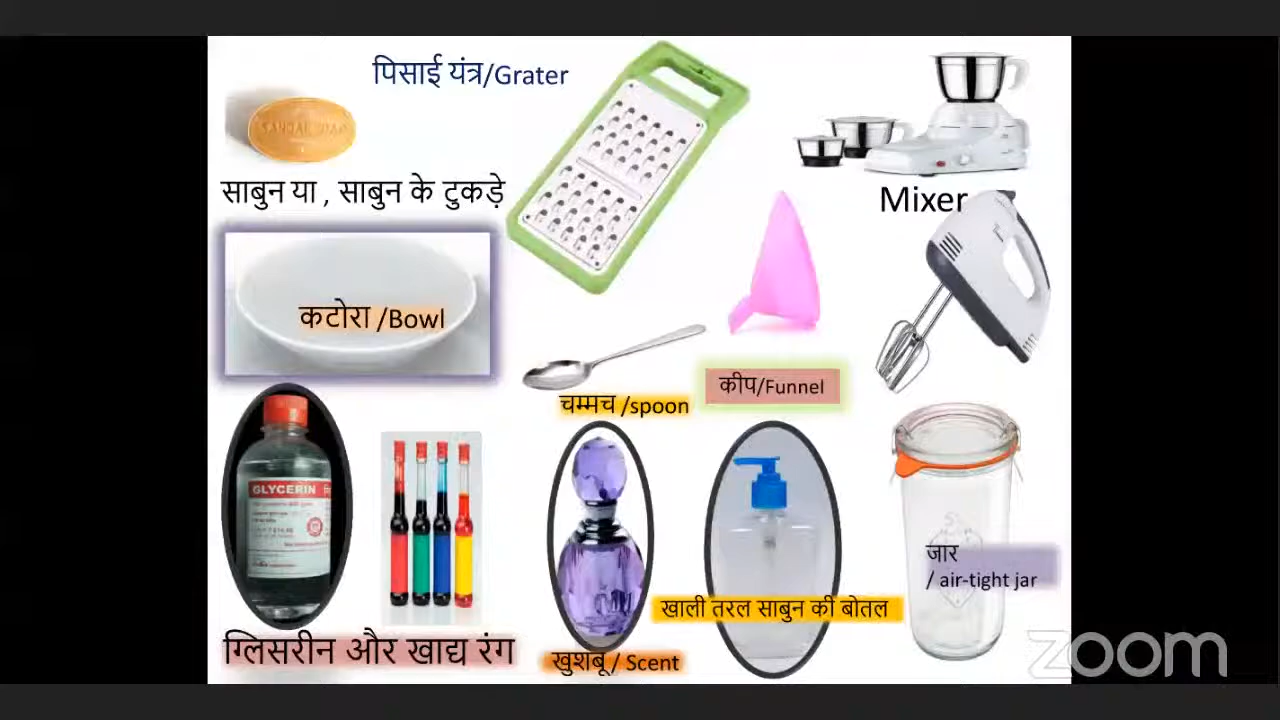 पिसाई यंत्र/Grater
SANDAL SOAP
साबुन या , साबुन के टुकड़े
Mixer
कटोरा /Bowl
कीप/Funnel
चम्मच /spoon
GLYCERIN
जार
/ air-tight jar
खाली तरल साबुन की बोतल
ग्लिसरीन और खाद्य रंग
खुशबू / Scent
zoom